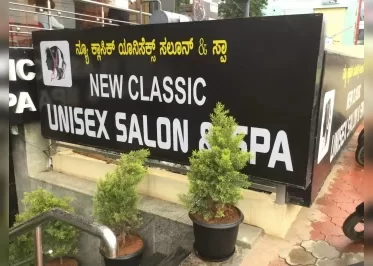 ನ್ಯೂ ಕ್ಲಾಸಿಕ್ ಯೂನಿಸೆಕ್ಸ್ ಸಲೂನ್ & ಸ್ಪಾ
NEW CLASSIC
UNISEX SALON & SPA